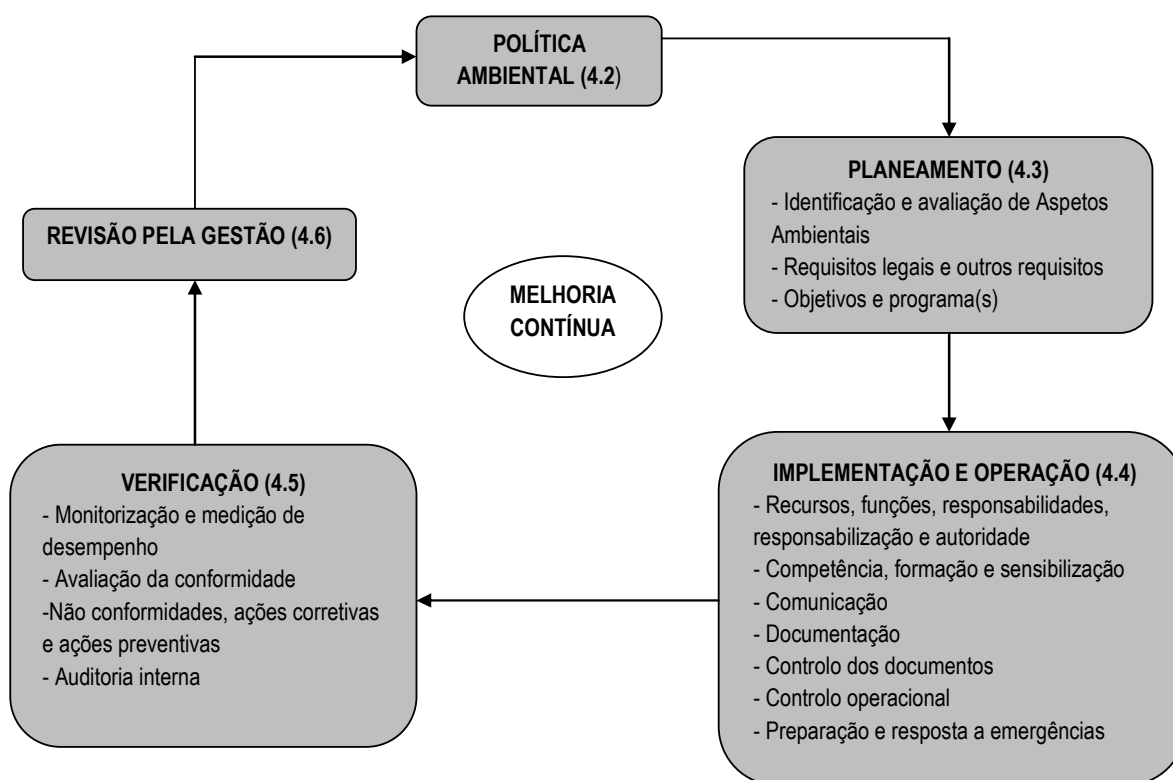 POLÍTICA
AMBIENTAL (4.2)
PLANEAMENTO (4.3)
- Identificação e avaliação de Aspetos
Ambientais
- Requisitos legais e outros requisitos
- Objetivos e programa(s)
REVISÃO PELA GESTÃO (4.6)
MELHORIA
CONTÍNUA
VERIFICAÇÃO (4.5)
- Monitorização e medição de
desempenho
- Avaliação da conformidade
-Não conformidades, ações corretivas
e ações preventivas
- Auditoria interna
IMPLEMENTAÇÃO E OPERAÇÃO (4.4)
- Recursos, funções, responsabilidades,
responsabilização e autoridade
- Competência, formação e sensibilização
- Comunicação
- Documentação
- Controlo dos documentos
- Controlo operacional
- Preparação e resposta a emergências